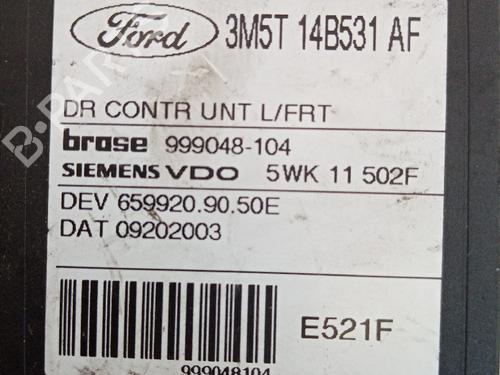 Ford 3M5T 14B531 AF
DR CONTR UNT L/FRT
brose 999048-104
SIEMENS VDO 5WK 11 502F
DEV 659920.90.50E
DAT 09202003
E521F
999048104
B-PARTS